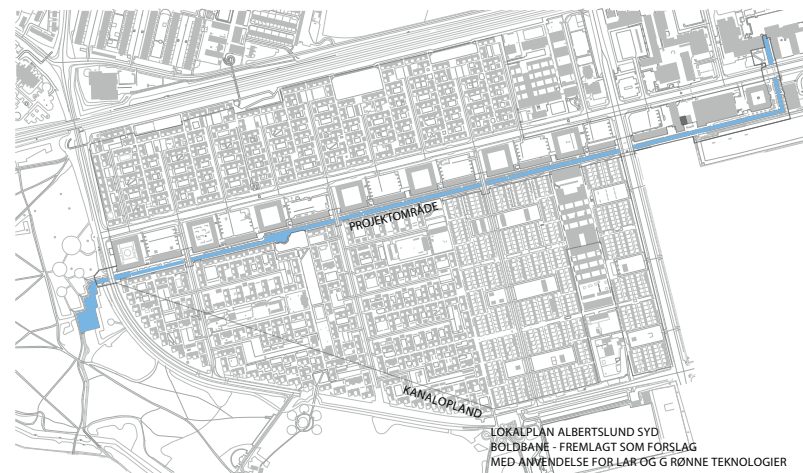 PROJEKTOMRÅDE
KANALOPLAND
LOKALPLAN ALBERTSLUND SYD
BOLDBANE - FREMLAGT SOM FORSLAG
MED ANVENDELSE FOR LAR OG G RØNNE TEKNOLOGIER